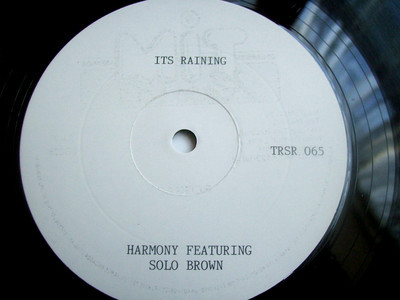 ITS RAINING
TRSR 065
HARMONY FEATURING
SOLO BROWN